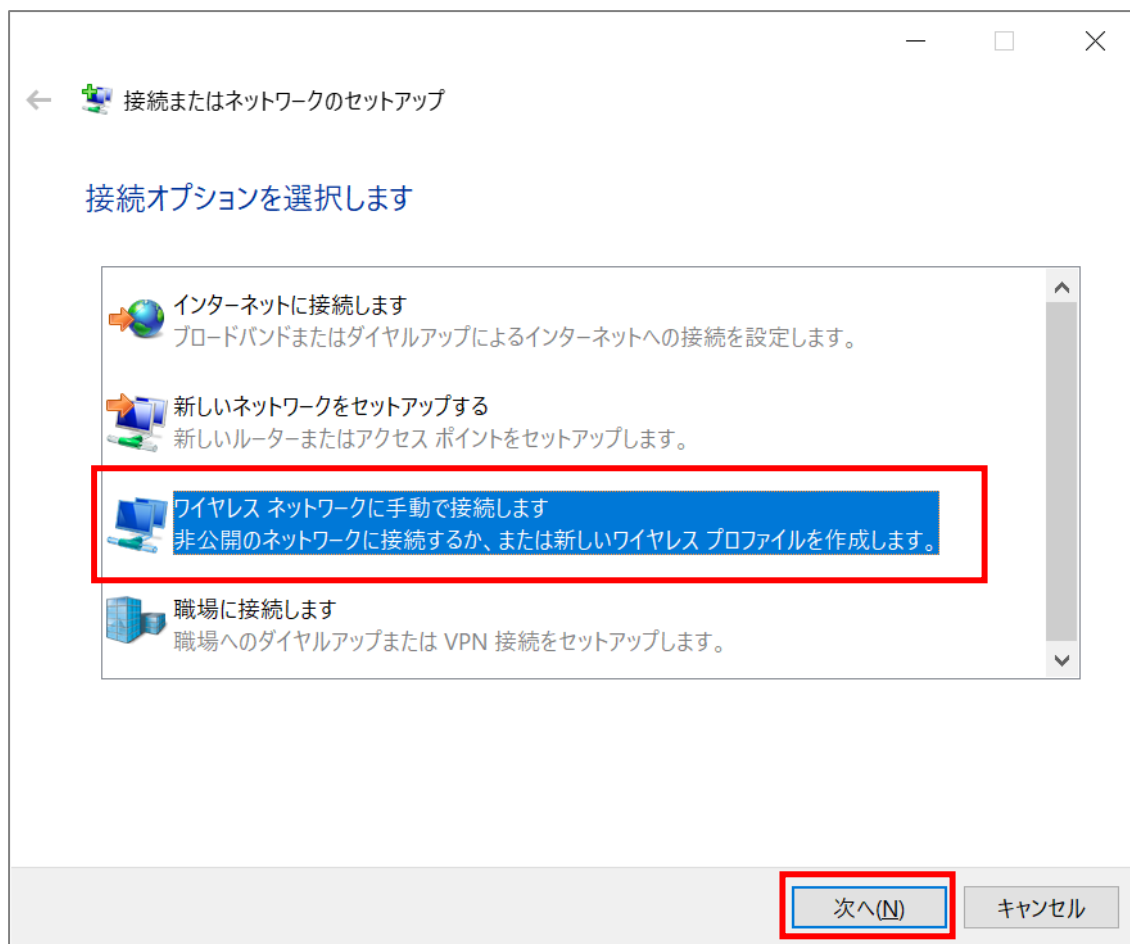 接続またはネットワークのセットアップ
接続オプションを選択します
インターネットに接続します
ブロードバンドまたはダイヤルアップによるインターネットへの接続を設定します。
新しいネットワークをセットアップする
新しいルーターまたはアクセス ポイントをセットアップします。
ワイヤレス ネットワークに手動で接続します
非公開のネットワークに接続するか、または新しいワイヤレス プロファイルを作成します。
職場に接続します
職場へのダイヤルアップまたは VPN 接続をセットアップします。
次へ(N)
キャンセル